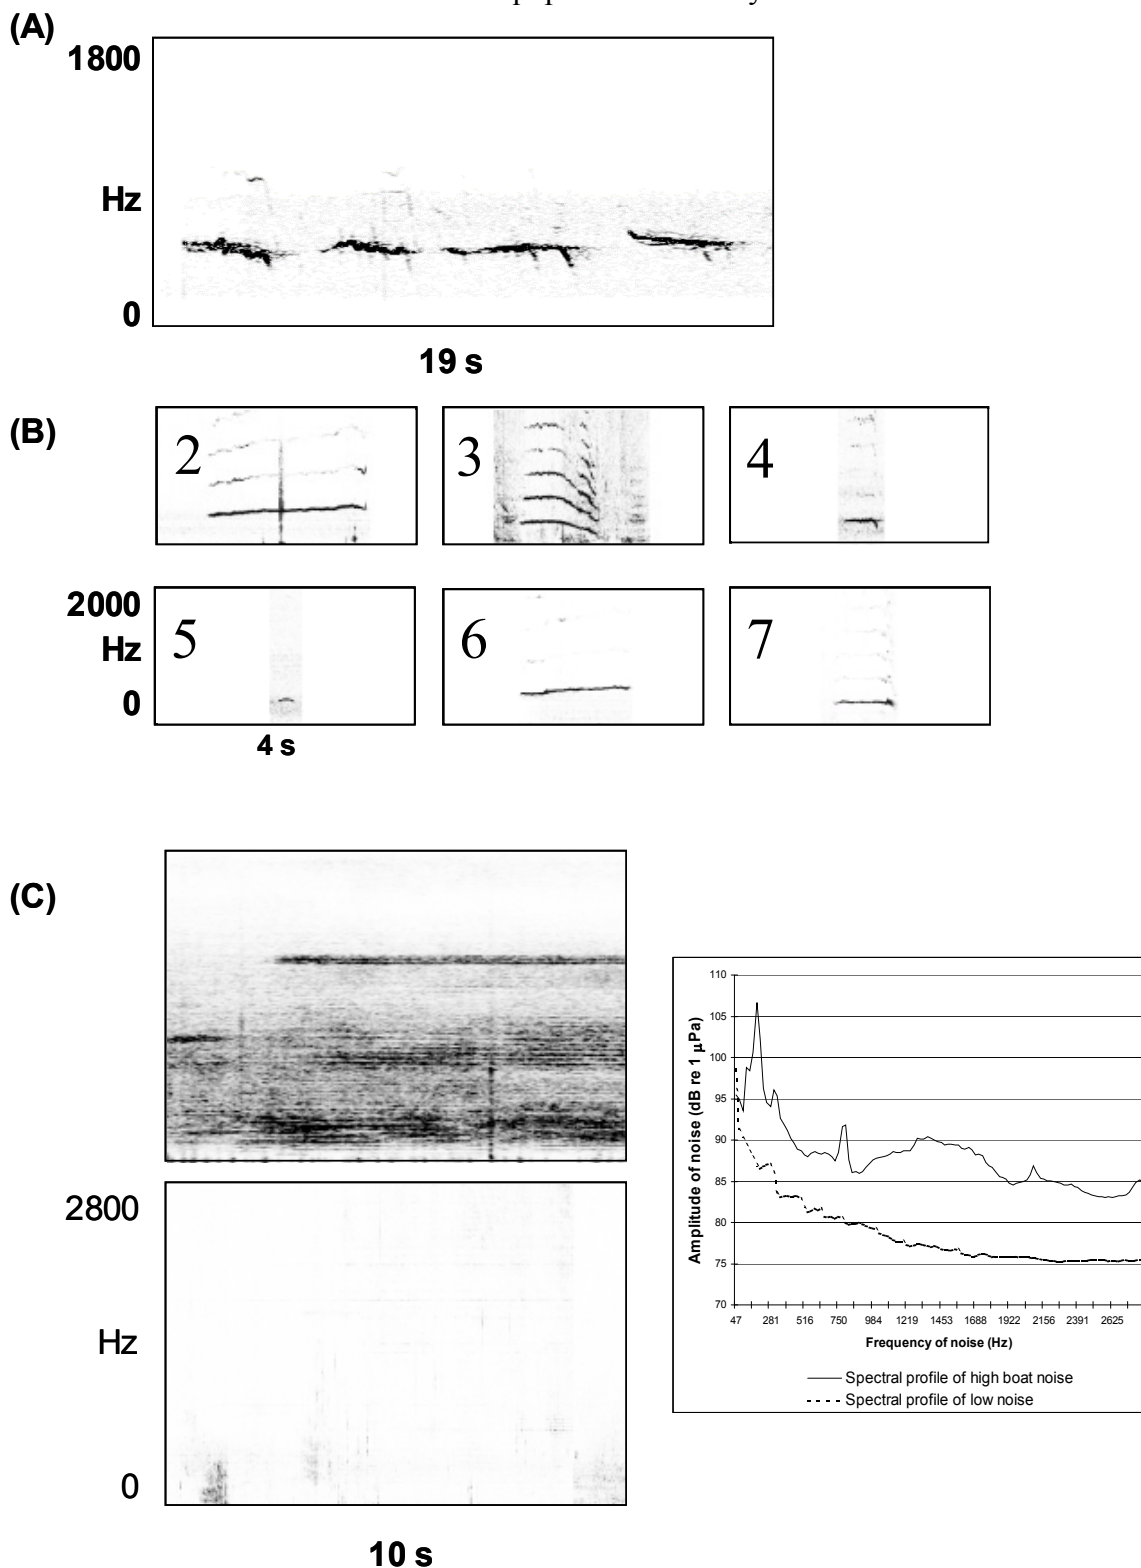 (A)
1800
Hz
0
19 s
(B)
2
3
4
2000
Hz
0
5
6
7
4 s
(C)
2800
Hz
0
10 s
Amplitude of noise (dB re 1 µPa)
110
105
100
95
90
85
80
75
70
47 281 516 750 984 1219 1453 1688 1922 2156 2391 2625
Frequency of noise (Hz)
Spectral profile of high boat noise
Spectral profile of low noise